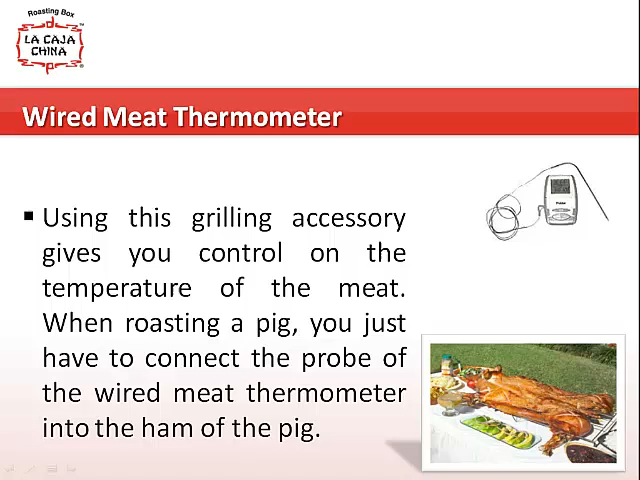 Roasting Box
LA CAJA
CHINA
Wired Meat Thermometer
Using this grilling accessory
gives you control on the
temperature of the meat.
When roasting a pig, you just
have to connect the probe of
the wired meat thermometer
into the ham of the pig.